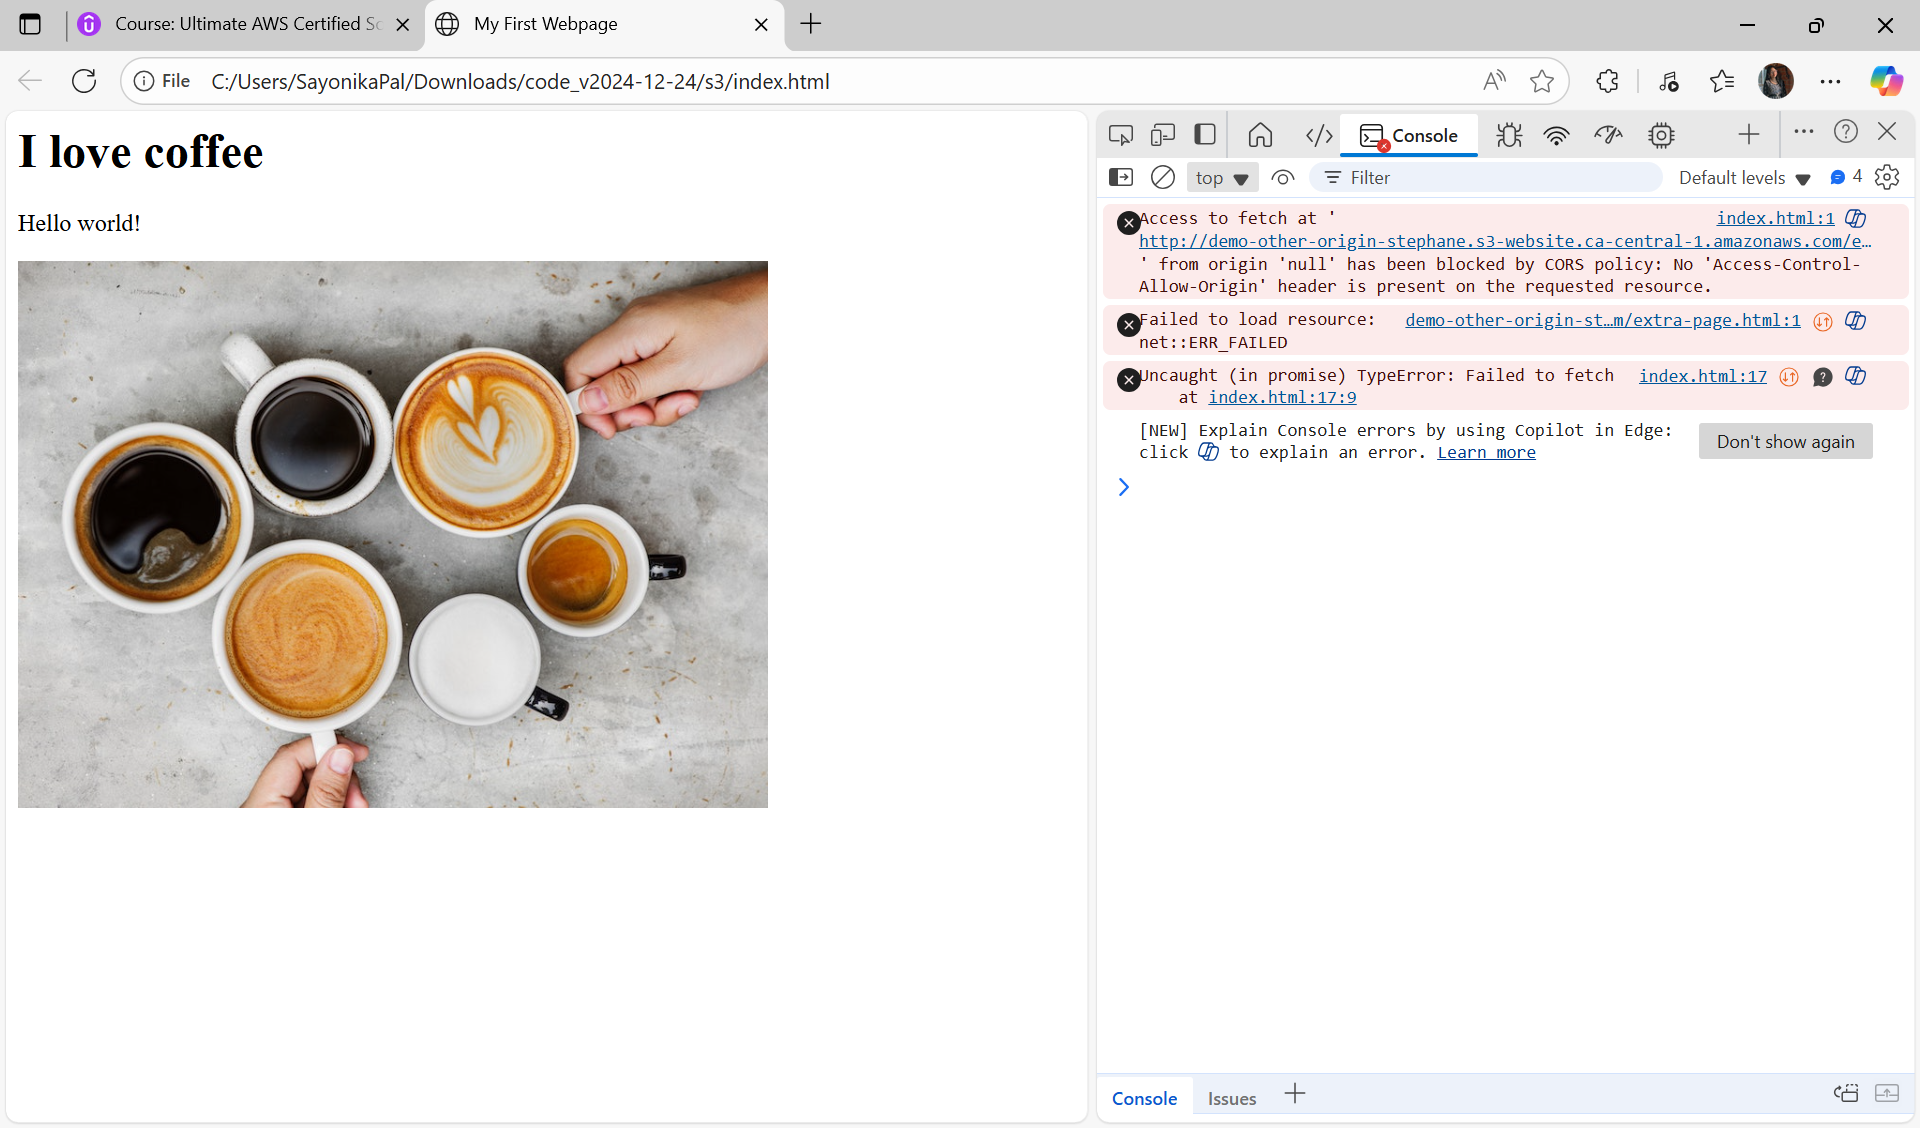 Course: Ultimate AWS Certified So
My First Webpage
File C:/Users/SayonikaPal/Downloads/code_v2024-12-24/s3/index.html
I love coffee
Hello world!
Console
top Filter Default levels 4
Access to fetch at ' index.html:1
http://demo-other-origin-stephane.s3-website.ca-central-1.amazonaws.com/e…
' from origin 'null' has been blocked by CORS policy: No 'Access-Control-
Allow-Origin' header is present on the requested resource.
Failed to load resource: demo-other-origin-st…m/extra-page.html:1
net::ERR_FAILED
Uncaught (in promise) TypeError: Failed to fetch index.html:17
at index.html:17:9
[NEW] Explain Console errors by using Copilot in Edge:
click to explain an error. Learn more
Don't show again
Console Issues